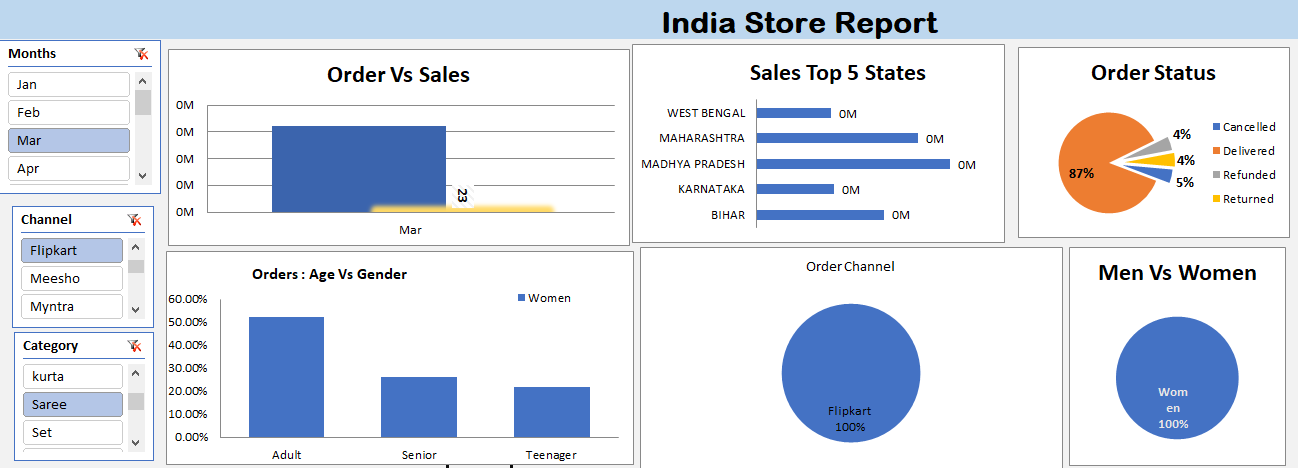 India Store Report
Months
Jan
Feb
Mar
Apr
Channel
Flipkart
Meesho
Myntra
Category
kurta
Saree
Set
Order Vs Sales
0M
0M
0M
0M
0M
23
Mar
Sales Top 5 States
WEST BENGAL 0M
MAHARASHTRA 0M
MADHYA PRADESH 0M
KARNATAKA 0M
BIHAR 0M
Order Status
4%
4%
5%
87%
Cancelled
Delivered
Refunded
Returned
Orders : Age Vs Gender
Women
60.00%
50.00%
40.00%
30.00%
20.00%
10.00%
0.00%
Adult Senior Teenager
Order Channel
Flipkart
100%
Men Vs Women
Wom
en
100%